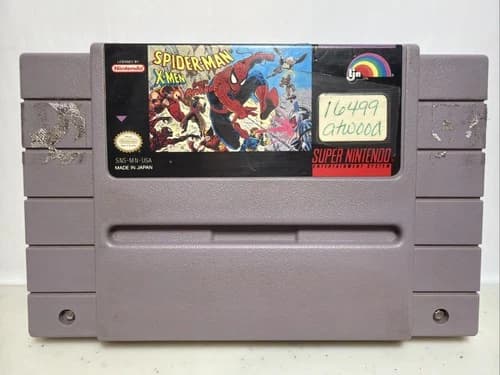 LICENSED BY
Nintendo
SPIDER-MAN
X-MEN
LJN
16499
atwood
SNS-MN-USA
MADE IN JAPAN
SUPER NINTENDO
ENTERTAINMENT SYSTEM